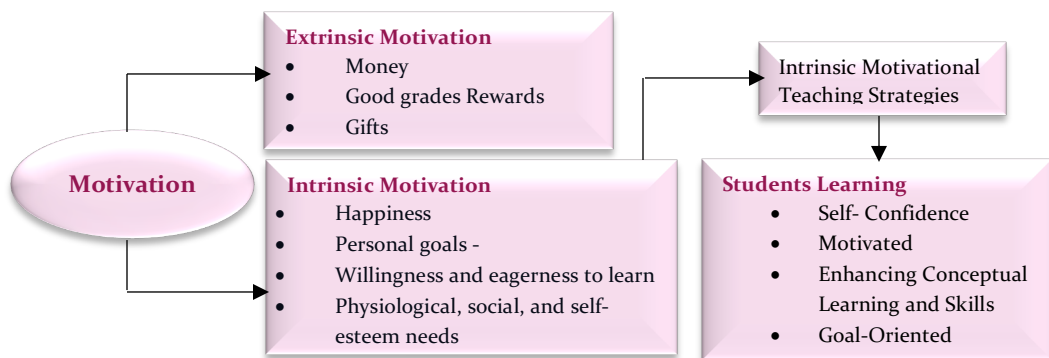 Motivation
Extrinsic Motivation
• Money
• Good grades Rewards
• Gifts
Intrinsic Motivation
• Happiness
• Personal goals -
• Willingness and eagerness to learn
• Physiological, social, and self-
esteem needs
Intrinsic Motivational
Teaching Strategies
Students Learning
• Self- Confidence
• Motivated
• Enhancing Conceptual
Learning and Skills
• Goal-Oriented